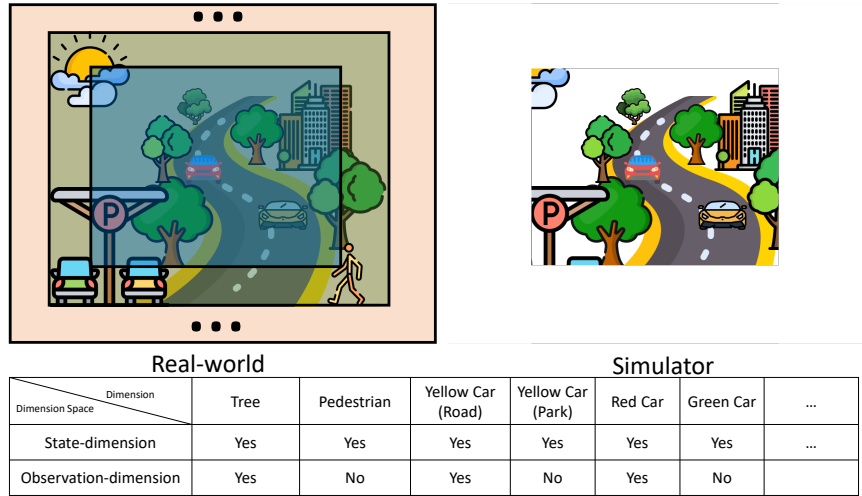 • • •
P
H
P
H
• • •
Real-world
Simulator
Dimension
Dimension Space
Tree
Pedestrian
Yellow Car
(Road)
Yellow Car
(Park)
Red Car
Green Car
...
State-dimension Yes Yes Yes Yes Yes Yes ...
Observation-dimension Yes No Yes No Yes No